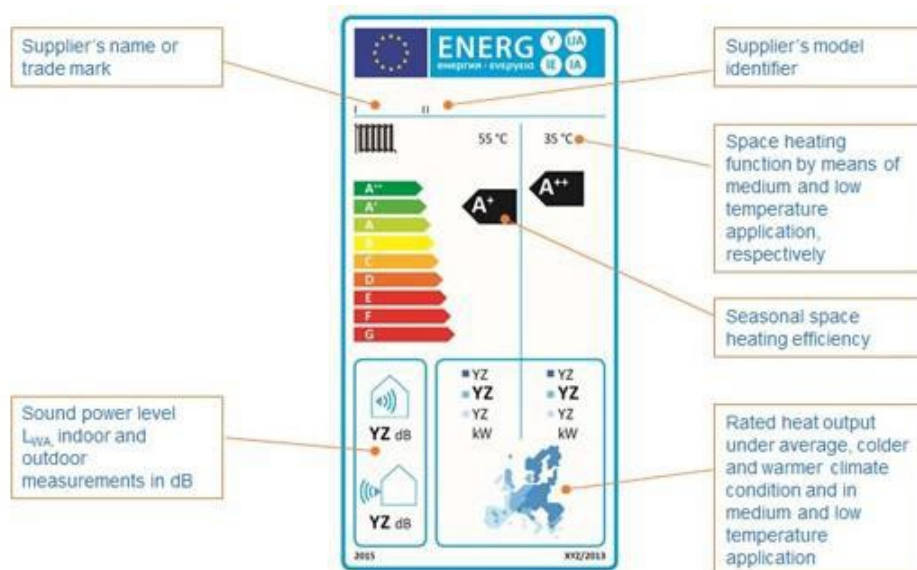 Supplier's name or
trade mark
Supplier's model
identifier
ENERG
енергия · ενεργεια
Y IJA
IE IA
I
II
55 °C
35 °C
Space heating
function by means of
medium and low
temperature
application,
respectively
A++
A+
A
B
C
D
E
F
G
A+
A++
Seasonal space
heating efficiency
Sound power level
LWA, indoor and
outdoor
measurements in dB
YZ dB
YZ dB
YZ
YZ
YZ
kW
YZ
YZ
YZ
kW
Rated heat output
under average, colder
and warmer climate
condition and in
medium and low
temperature
application
2015
XYZ/2013